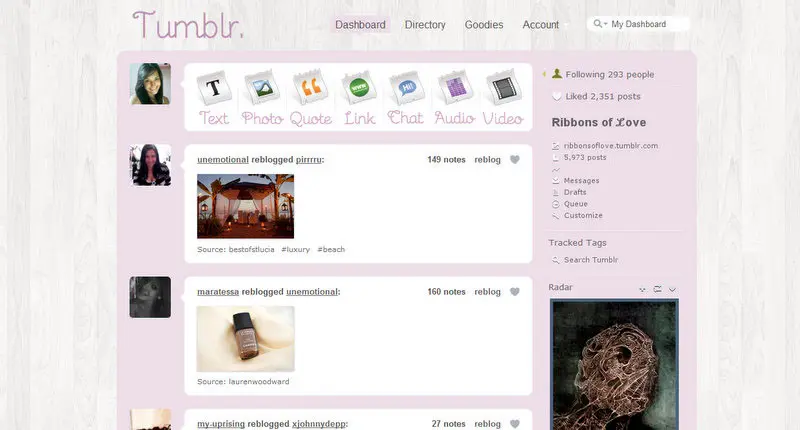 Tumblr.
Dashboard Directory Goodies Account My Dashboard
T WWW Hi!
Text Photo Quote Link Chat Audio Video
unemotional reblogged pirrrru: 149 notes reblog
Source: bestofstlucia #luxury #beach
maratessa reblogged unemotional: 160 notes reblog
Source: laurenwoodward
my-uprising reblogged xjohnnydepp: 27 notes reblog
Following 293 people
Liked 2,351 posts
Ribbons of Love
ribbonsoflove.tumblr.com
5,973 posts
Messages
Drafts
Queue
Customize
Tracked Tags
Search Tumblr
Radar